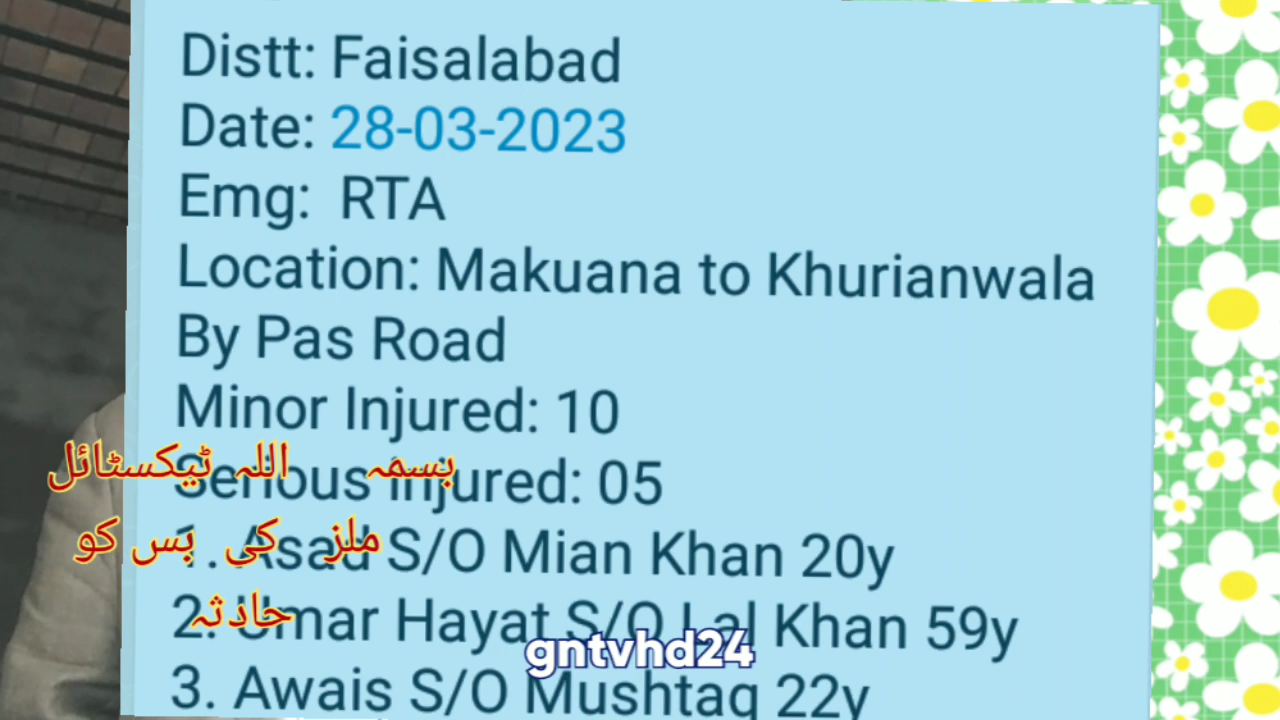 Distt: Faisalabad
Date: 28-03-2023
Emg: RTA
Location: Makuana to Khurianwala
By Pas Road
Minor Injured: 10
Serious Injured: 05
1. Asad S/O Mian Khan 20y
2. Umar Hayat S/O Lal Khan 59y
3. Awais S/O Mushtaq 22y
بسمہ اللہ ٹیکسٹائل
ملز کی بس کو
حادثہ
gntvhd24